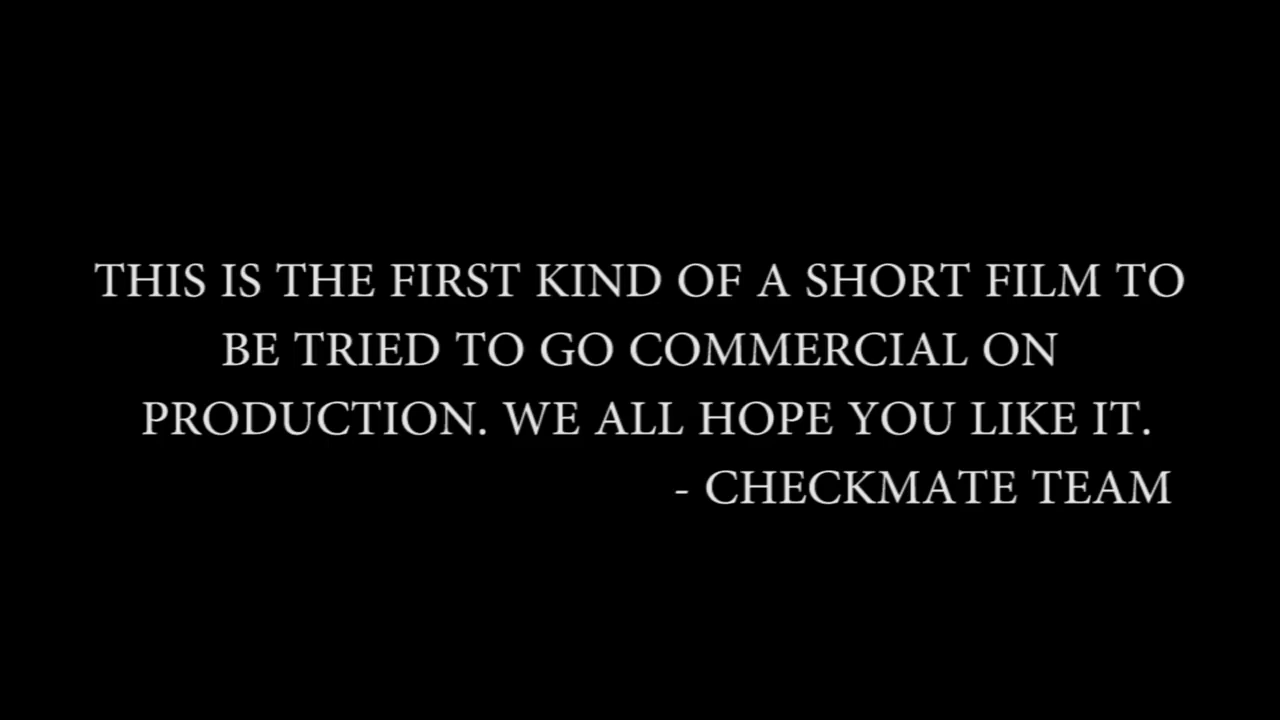 THIS IS THE FIRST KIND OF A SHORT FILM TO
BE TRIED TO GO COMMERCIAL ON
PRODUCTION. WE ALL HOPE YOU LIKE IT.
- CHECKMATE TEAM